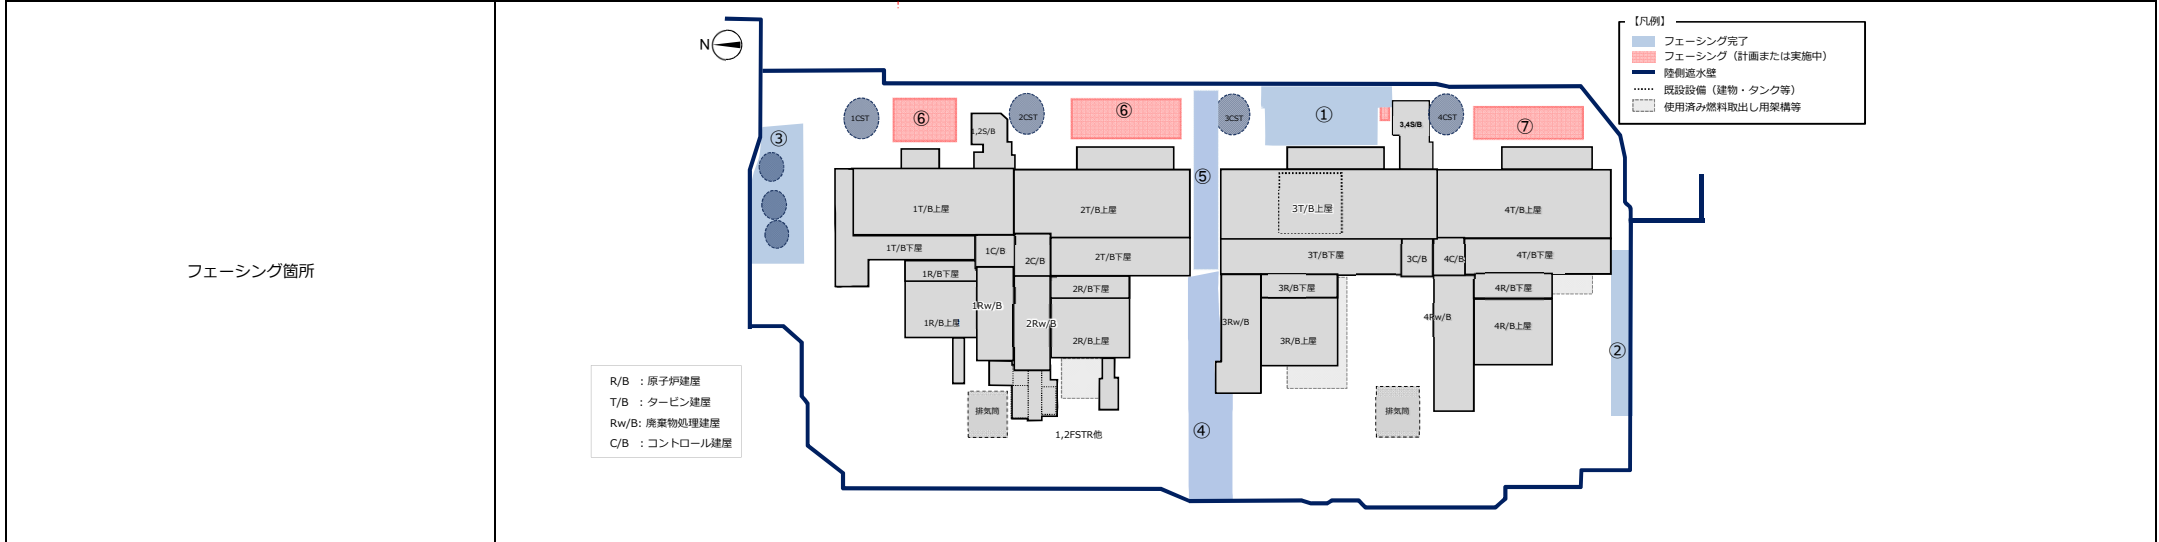 フェーシング箇所
N
【凡例】
フェーシング完了
フェーシング（計画または実施中）
陸側遮水壁
既設設備（建物・タンク等）
使用済み燃料取出し用架構等
1CST
⑥
1,2S/B
2CST
⑥
3CST
①
3,4S/B
4CST
⑦
③
⑤
1T/B上屋
2T/B上屋
3T/B上屋
4T/B上屋
1T/B下屋
1C/B
2C/B
2T/B下屋
3T/B下屋
3C/B
4C/B
4T/B下屋
1R/B下屋
2R/B下屋
3R/B下屋
4R/B下屋
1Rw/B
1R/B上屋
2Rw/B
2R/B上屋
3Rw/B
3R/B上屋
4Rw/B
4R/B上屋
②
R/B ：原子炉建屋
T/B ：タービン建屋
Rw/B：廃棄物処理建屋
C/B ：コントロール建屋
排気筒
1,2FSTR他
④
排気筒